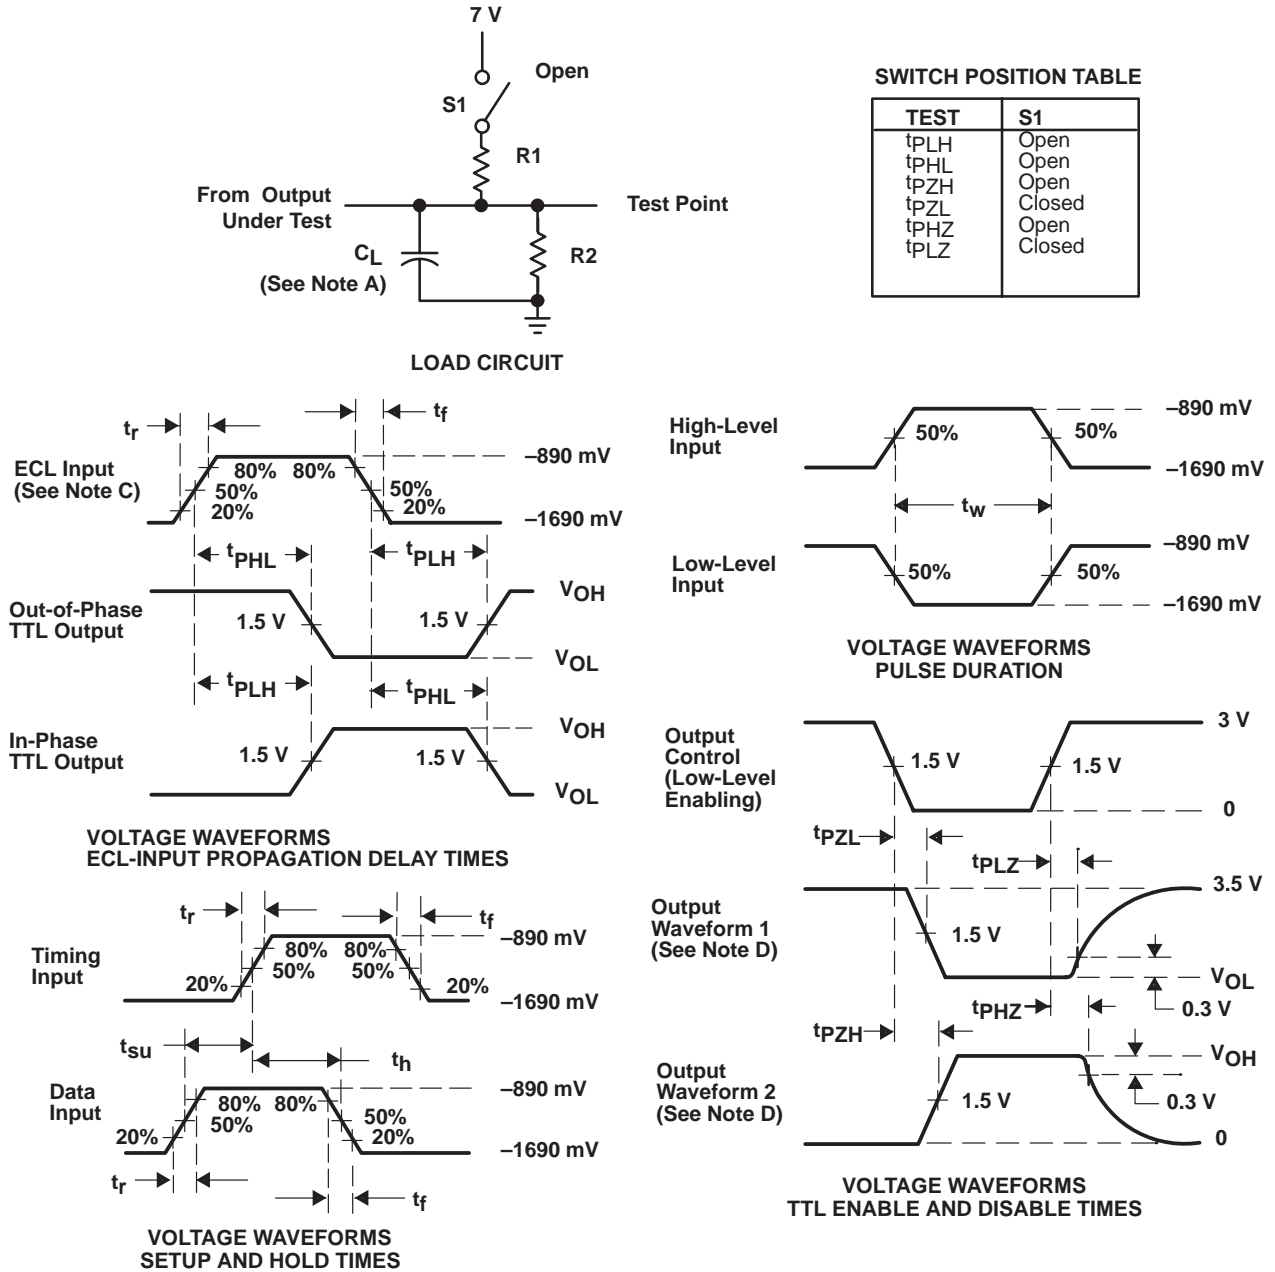 7 V
Open
S1
R1
From Output
Under Test
Test Point
CL
(See Note A)
R2
LOAD CIRCUIT
SWITCH POSITION TABLE
TEST S1
tPLH Open
tPHL Open
tPZH Open
tPZL Closed
tPHZ Open
tPLZ Closed
tr
tf
ECL Input
(See Note C)
80% 80%
50% 50%
20% 20%
–890 mV
–1690 mV
tPHL tPLH
Out-of-Phase
TTL Output
1.5 V 1.5 V
VOH
VOL
tPLH tPHL
In-Phase
TTL Output
1.5 V 1.5 V
VOH
VOL
VOLTAGE WAVEFORMS
ECL-INPUT PROPAGATION DELAY TIMES
High-Level
Input
50% 50%
–890 mV
–1690 mV
tw
Low-Level
Input
50% 50%
–890 mV
–1690 mV
VOLTAGE WAVEFORMS
PULSE DURATION
tr
tf
Timing
Input
80% 80%
50% 50%
20% 20%
–890 mV
–1690 mV
tsu
th
Data
Input
80% 80%
50% 50%
20% 20%
–890 mV
–1690 mV
tr
tf
VOLTAGE WAVEFORMS
SETUP AND HOLD TIMES
Output
Control
(Low-Level
Enabling)
1.5 V 1.5 V
3 V
0
tPZL
tPLZ
Output
Waveform 1
(See Note D)
1.5 V
3.5 V
VOL
0.3 V
tPHZ
tPZH
Output
Waveform 2
(See Note D)
1.5 V
VOH
0.3 V
0
VOLTAGE WAVEFORMS
TTL ENABLE AND DISABLE TIMES